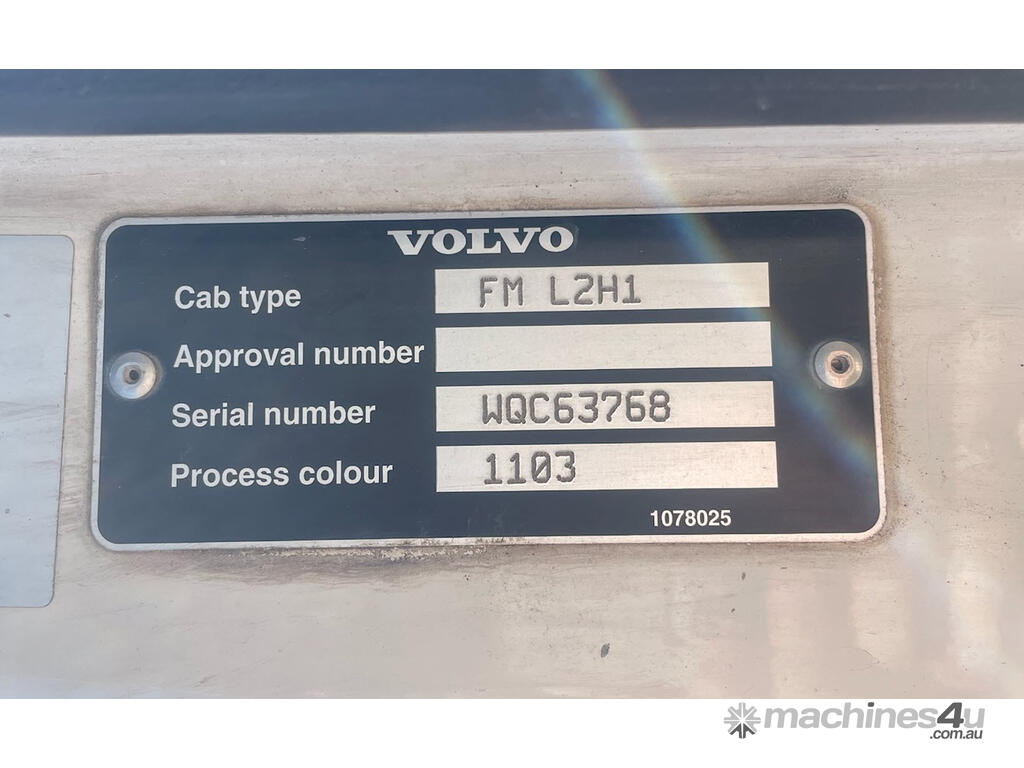 VOLVO
Cab type FM L2H1
Approval number
Serial number WQC63768
Process colour 1103
1078025
machines4u
.com.au